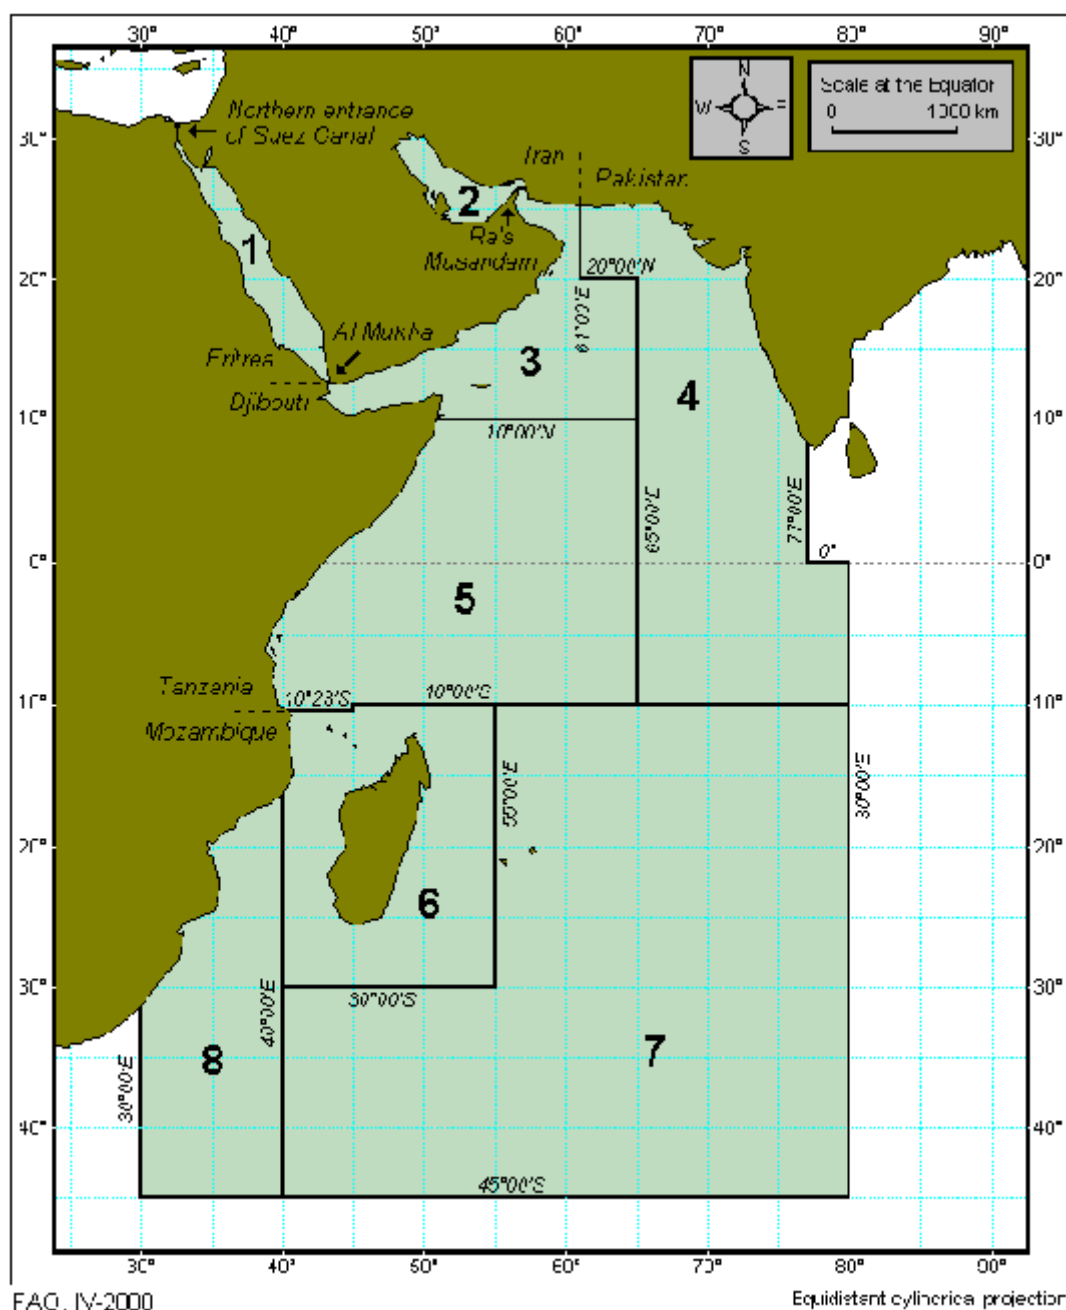 30° 40° 50° 60° 70° 80° 90°
N
W E
S
Scale at the Equator
0 1000 km
Northern entrance
of Suez Canal
30° 30°
Iran
Pakistan
2
Ra's
Musandam
1
20° 20°00'N 20°
61°00'E
Al Mukha
3
Eritrea
4
Djibouti
10° 10°
10°00'N
65°00'E
77°00'E
0° 0° 0°
5
Tanzania
10°28'S
10°00'S
10° 10°
Mozambique
55°00'E
80°00'E
20° 20°
6
30° 30°
30°00'S
40°00'E
8
7
30°00'E
40° 40°
45°00'S
30° 40° 50° 60° 70° 80° 90°
FAO, IV-2000
Equidistant cylindrical projection